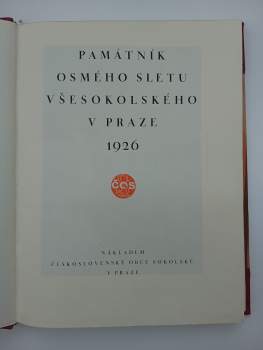 PAMÁTNÍK
OSMÉHO SLETU
VŠESOKOLSKÉHO
V PRAZE
1926
ČOS
NÁKLADEM
ČESKOSLOVENSKÉ OBCE SOKOLSKÉ
V PRAZE